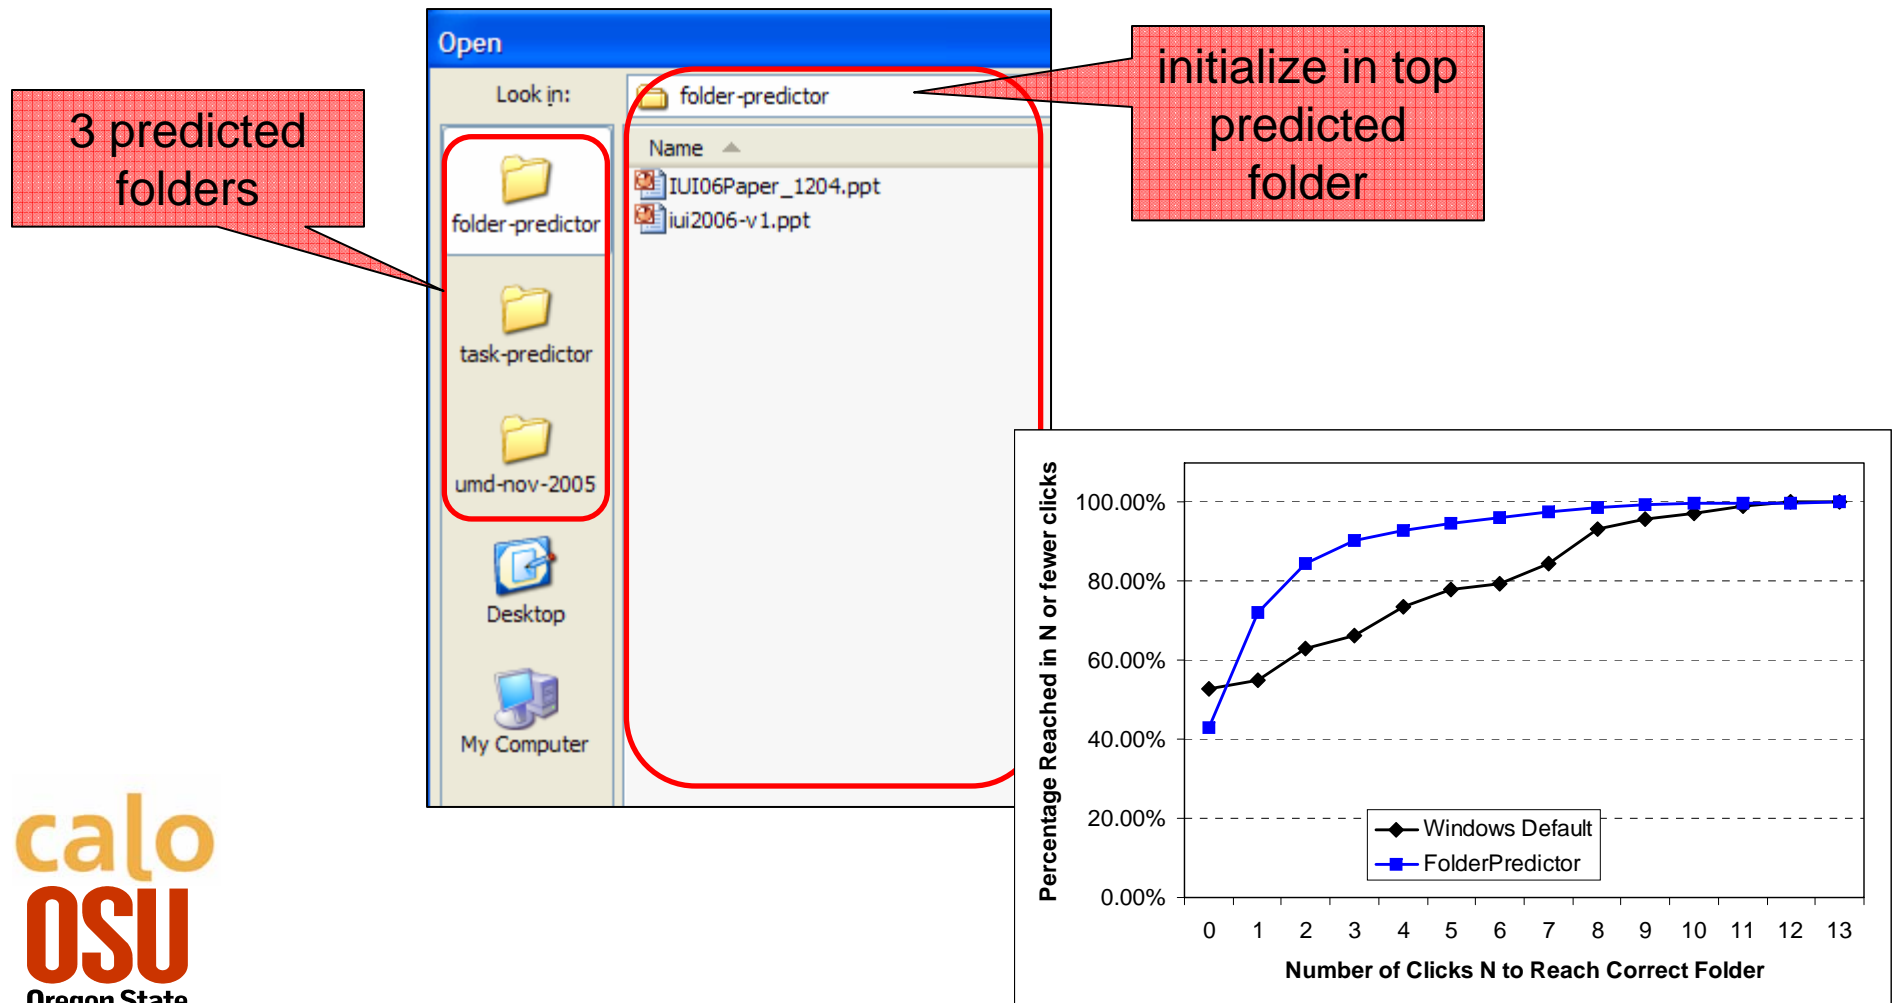 3 predicted
folders
Open
Look in:
folder-predictor
Name
IUI06Paper_1204.ppt
iui2006-v1.ppt
folder-predictor
task-predictor
umd-nov-2005
Desktop
My Computer
initialize in top
predicted
folder
Percentage Reached in N or fewer clicks
100.00%
80.00%
60.00%
40.00%
20.00%
0.00%
Windows Default
FolderPredictor
0 1 2 3 4 5 6 7 8 9 10 11 12 13
Number of Clicks N to Reach Correct Folder
calo
OSU
Oregon State